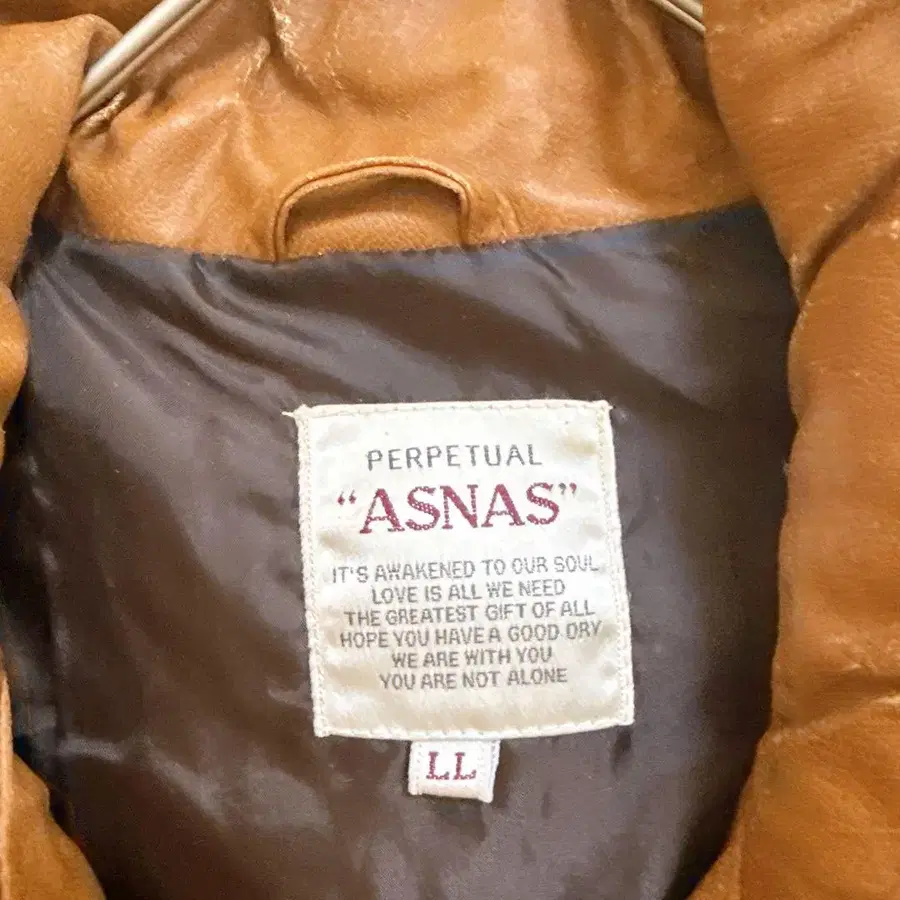 PERPETUAL
“ASNAS”
IT'S AWAKENED TO OUR SOUL
LOVE IS ALL WE NEED
THE GREATEST GIFT OF ALL
HOPE YOU HAVE A GOOD DRY
WE ARE WITH YOU
YOU ARE NOT ALONE
LL